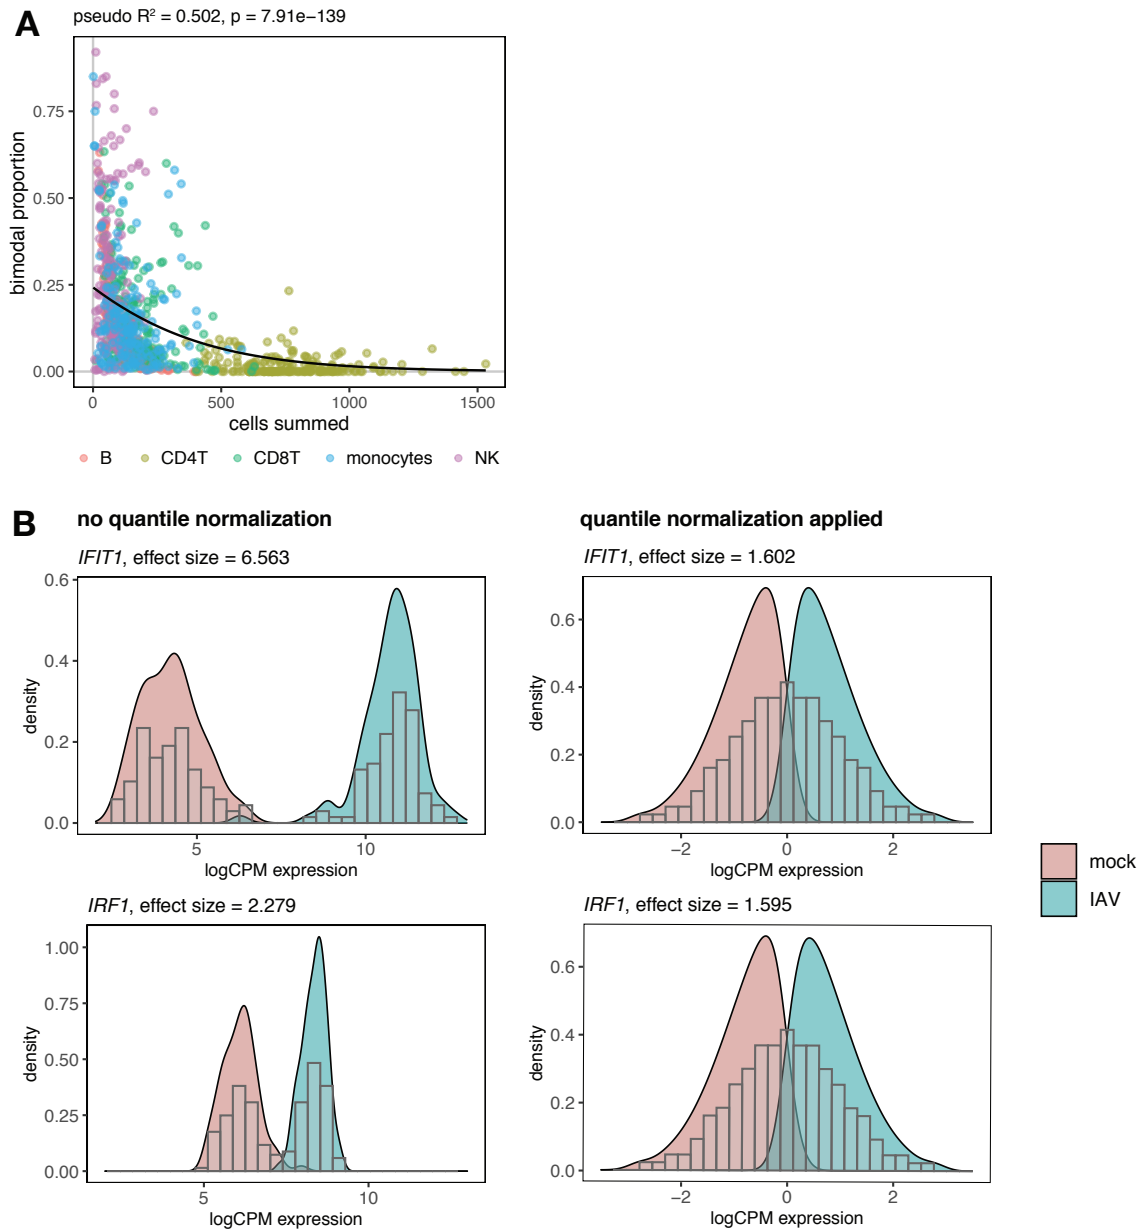 A
pseudo R² = 0.502, p = 7.91e−139
bimodal proportion
0.75
0.50
0.25
0.00
0 500 1000 1500
cells summed
B CD4T CD8T monocytes NK
B
no quantile normalization
quantile normalization applied
IFIT1, effect size = 6.563
density
0.6
0.4
0.2
0.0
5 10
logCPM expression
IFIT1, effect size = 1.602
density
0.6
0.4
0.2
0.0
−2 0 2
logCPM expression
IRF1, effect size = 2.279
density
1.00
0.75
0.50
0.25
0.00
5 10
logCPM expression
IRF1, effect size = 1.595
density
0.6
0.4
0.2
0.0
−2 0 2
logCPM expression
mock
IAV